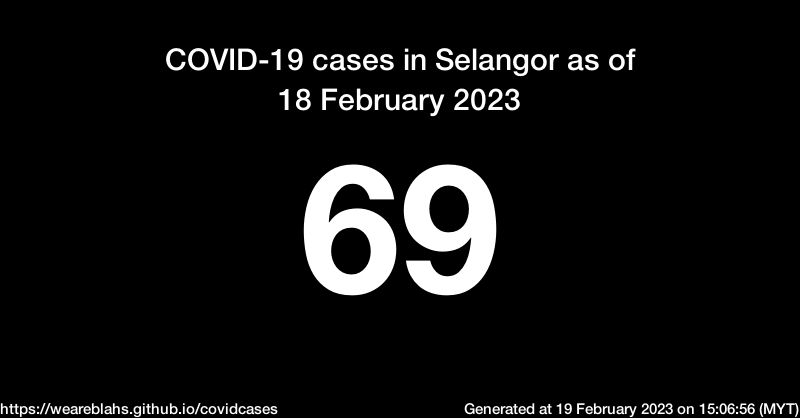 COVID-19 cases in Selangor as of
18 February 2023
69
https://weareblahs.github.io/covidcases
Generated at 19 February 2023 on 15:06:56 (MYT)